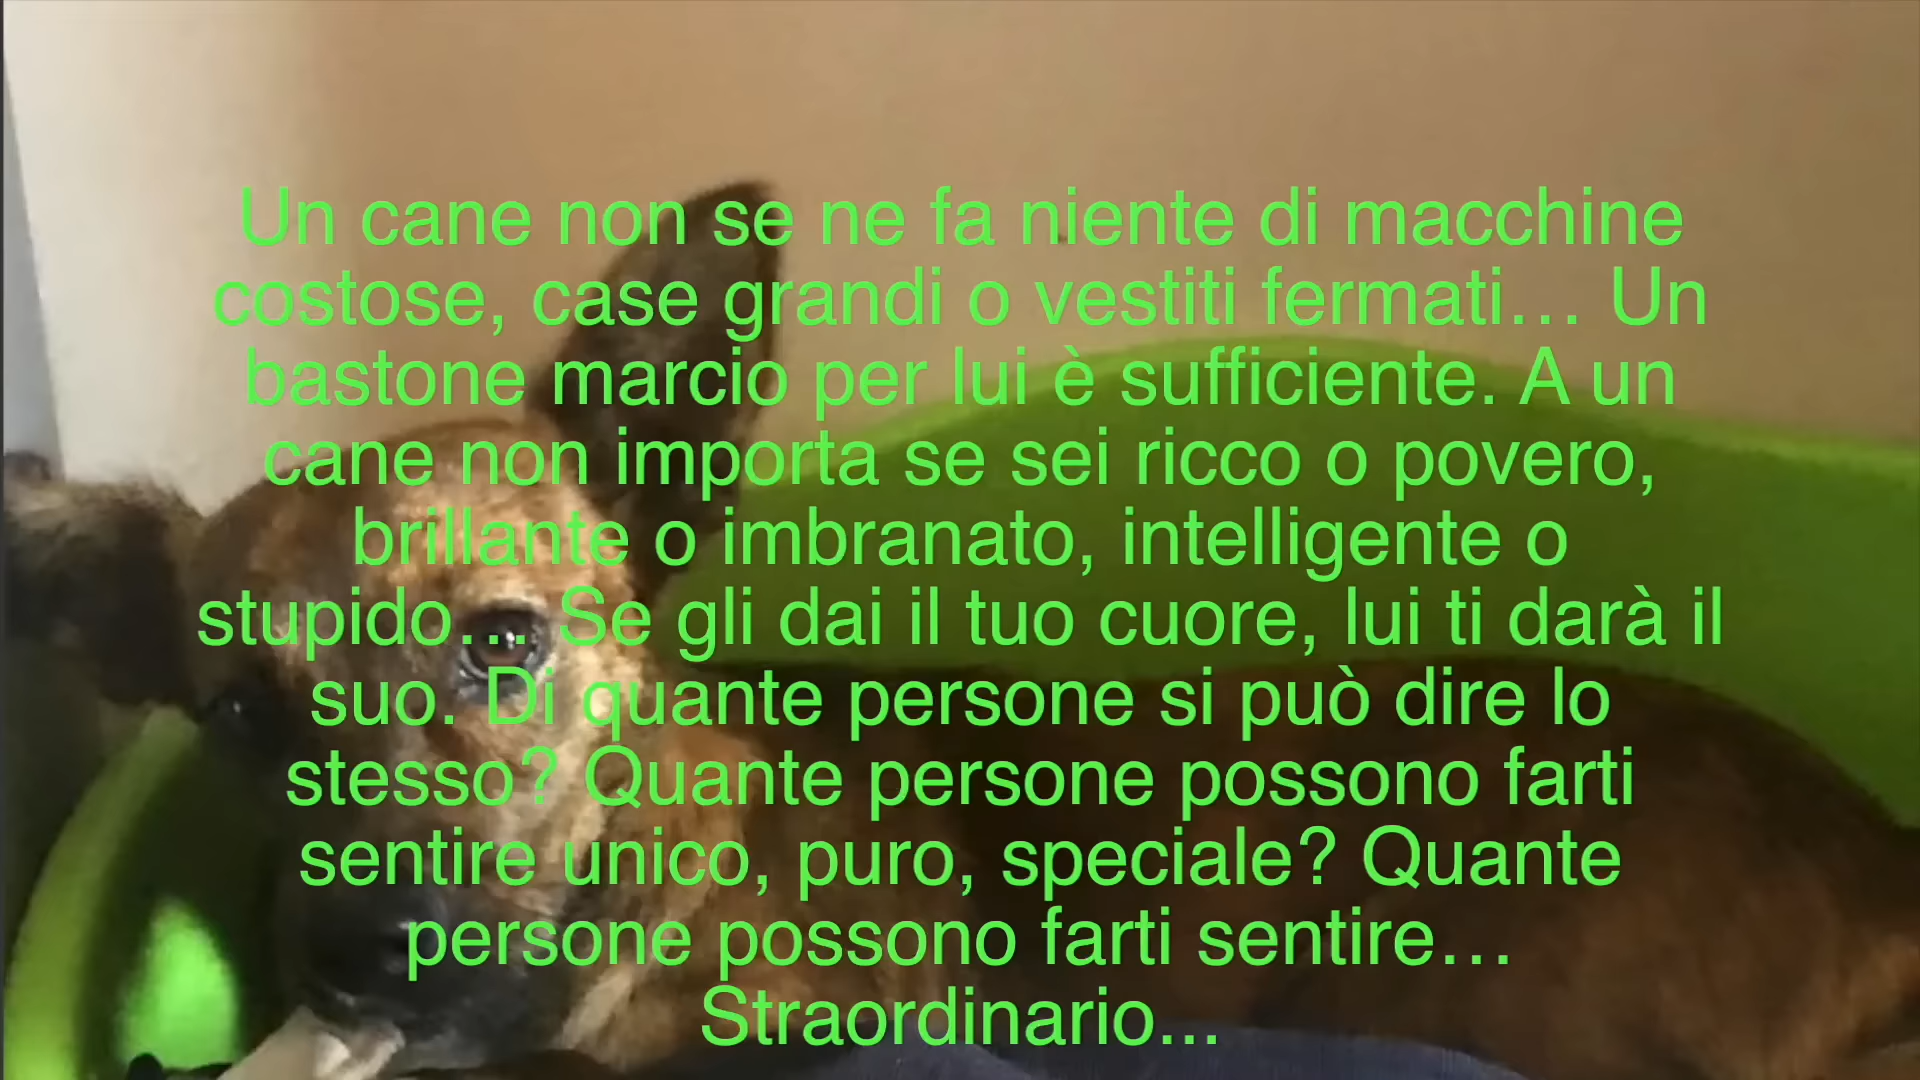 Un cane non se ne fa niente di macchine
costose, case grandi o vestiti fermati… Un
bastone marcio per lui è sufficiente. A un
cane non importa se sei ricco o povero,
brillante o imbranato, intelligente o
stupido… Se gli dai il tuo cuore, lui ti darà il
suo. Di quante persone si può dire lo
stesso? Quante persone possono farti
sentire unico, puro, speciale? Quante
persone possono farti sentire…
Straordinario...